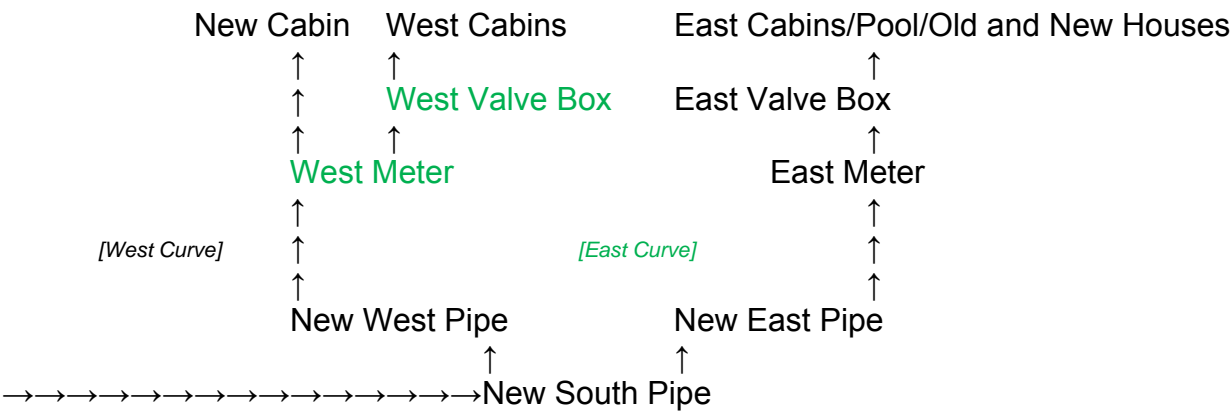 New Cabin West Cabins East Cabins/Pool/Old and New Houses
↑ ↑ ↑
↑ West Valve Box East Valve Box
↑ ↑ ↑
West Meter East Meter
↑ ↑
[West Curve] ↑ [East Curve] ↑
↑ ↑
New West Pipe New East Pipe
↑ ↑
→→→→→→→→→→→→→→→New South Pipe